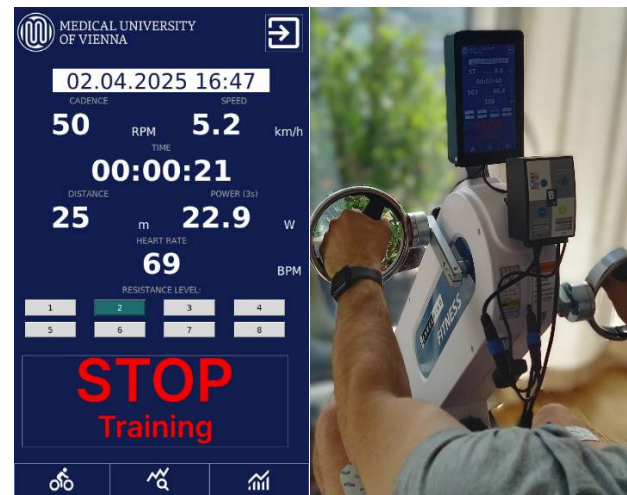 MEDICAL UNIVERSITY
OF VIENNA
02.04.2025 16:47
CADENCE SPEED
50 RPM 5.2 km/h
TIME
00:00:21
DISTANCE POWER (3s)
25 m 22.9 W
HEART RATE
69 BPM
RESISTANCE LEVEL:
1 2 3 4
5 6 7 8
STOP
Training
FITNESS